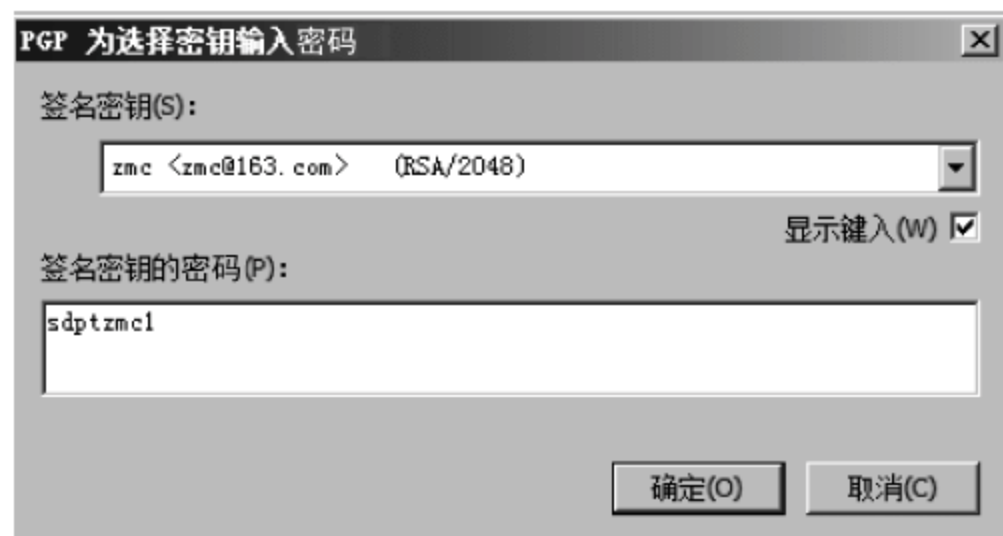 PGP 为选择密钥输入密码
签名密钥(S):
zmc <zmc@163.com> (RSA/2048)
显示键入(W)
签名密钥的密码(P):
sdptzmc1
确定(O) 取消(C)